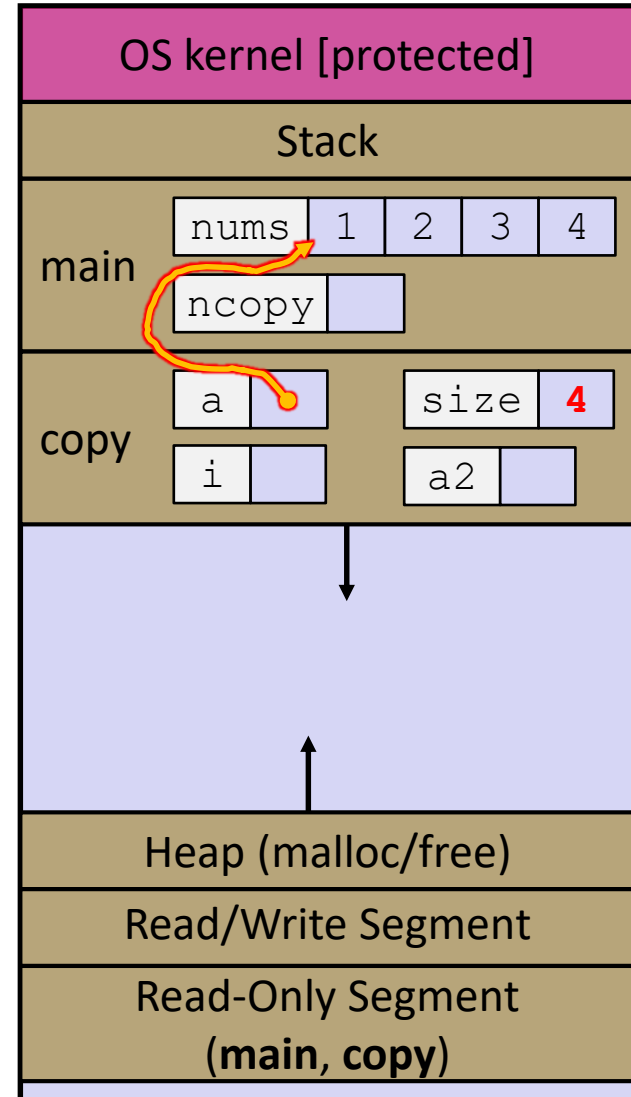 OS kernel [protected]
Stack
main
nums 1 2 3 4
ncopy
copy
a size 4
i a2
Heap (malloc/free)
Read/Write Segment
Read-Only Segment
(main, copy)